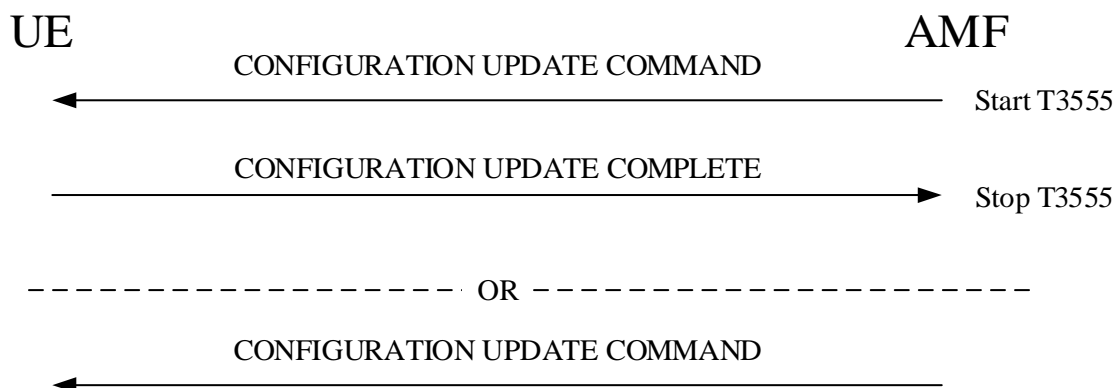 UE AMF
CONFIGURATION UPDATE COMMAND
Start T3555
CONFIGURATION UPDATE COMPLETE
Stop T3555
OR
CONFIGURATION UPDATE COMMAND